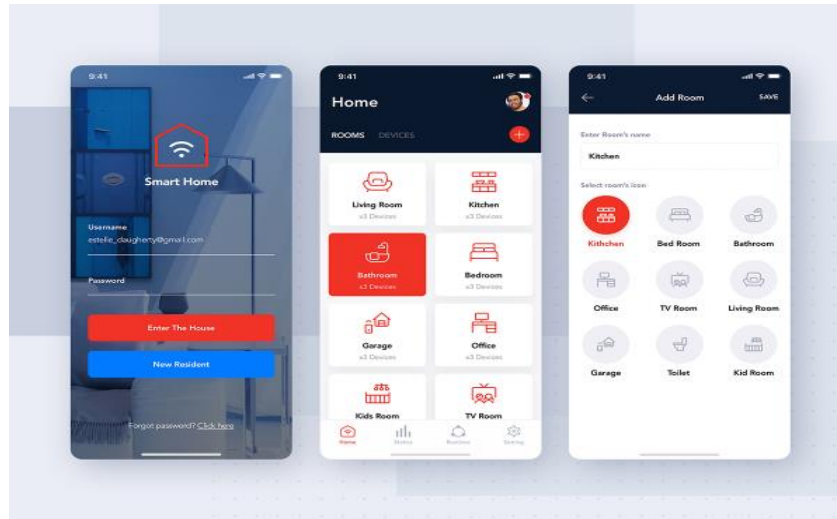 9:41
Smart Home
Username
estelle_daugherty@gmail.com
Password
Enter The House
New Resident
Forgot password? Click here
9:41
Home
ROOMS DEVICES
Living Room
x3 Devices
Kitchen
x3 Devices
Bathroom
x3 Devices
Bedroom
x3 Devices
Garage
x3 Devices
Office
x3 Devices
Kids Room
TV Room
Home
Setting
9:41
Add Room
SAVE
Enter Room's name
Kitchen
Select room's icon
Kithchen
Bed Room
Bathroom
Office
TV Room
Living Room
Garage
Toilet
Kid Room